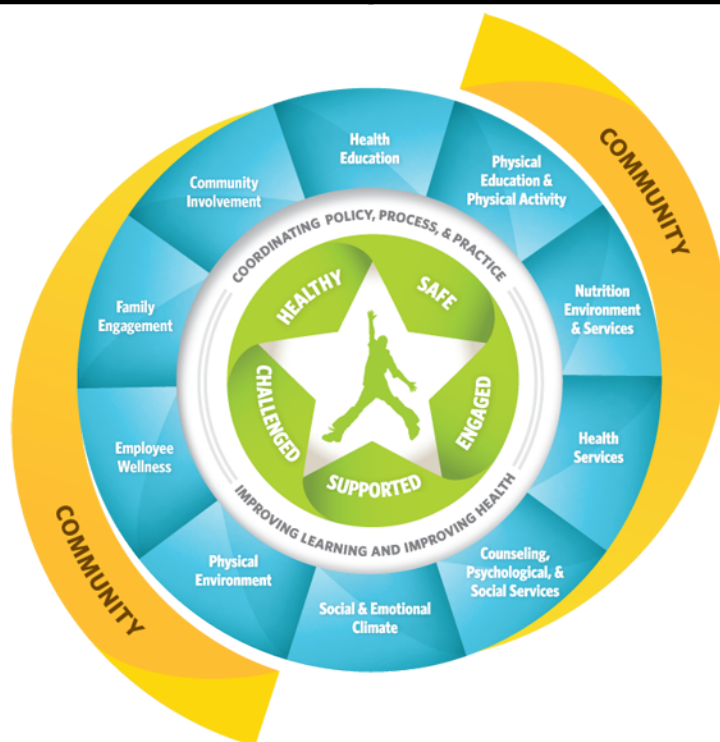 COMMUNITY
Health
Education
Physical
Education &
Physical Activity
Nutrition
Environment
& Services
Health
Services
Counseling,
Psychological, &
Social Services
Social & Emotional
Climate
Physical
Environment
Employee
Wellness
Family
Engagement
Community
Involvement
COORDINATING POLICY, PROCESS, & PRACTICE
IMPROVING LEARNING AND IMPROVING HEALTH
HEALTHY
SAFE
ENGAGED
SUPPORTED
CHALLENGED
COMMUNITY